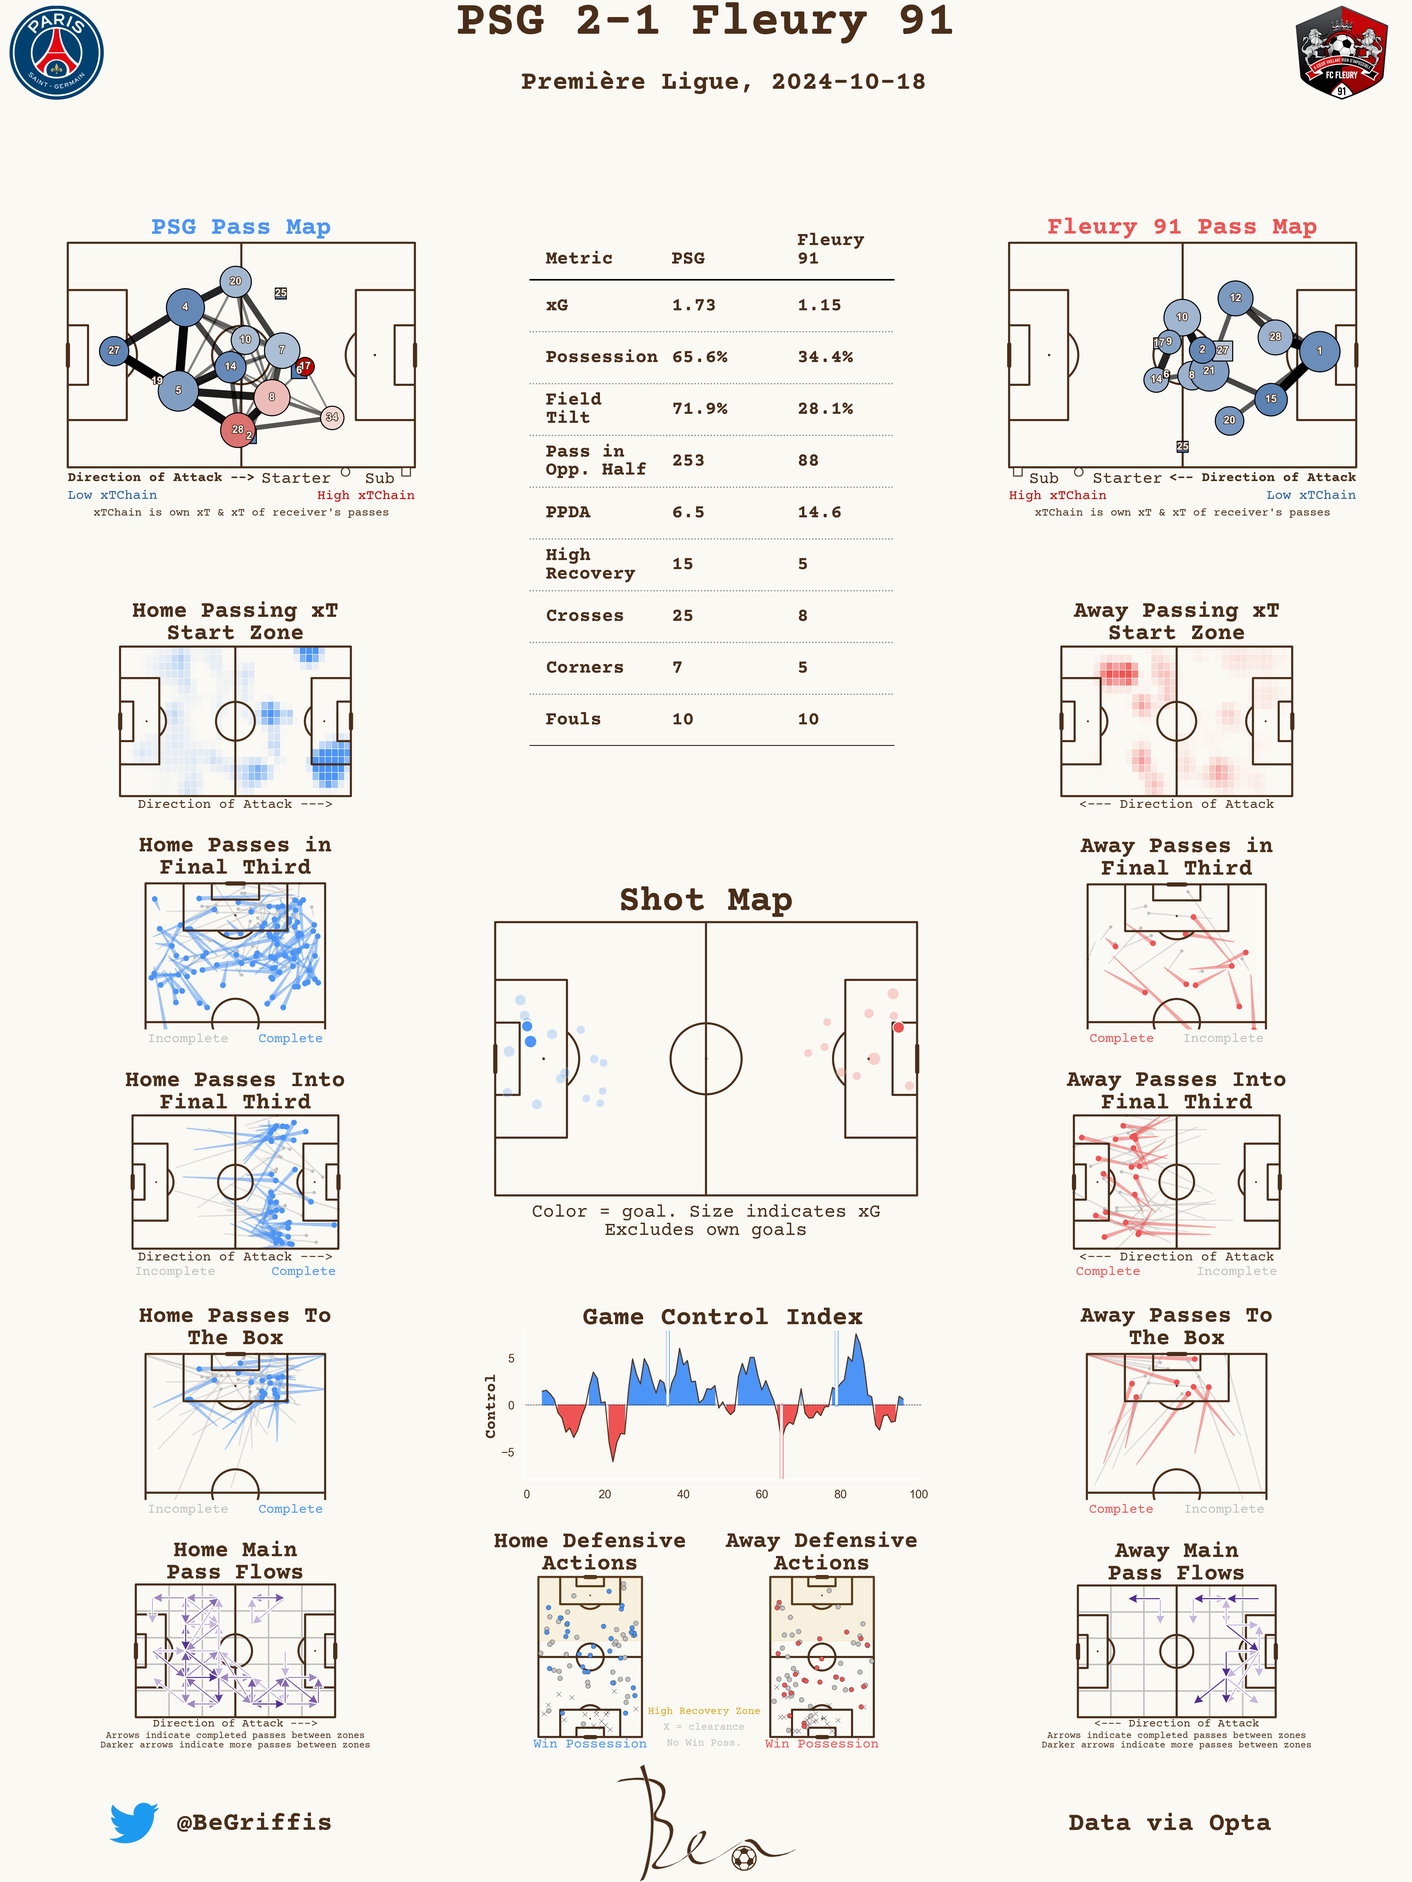 PSG 2-1 Fleury 91
Première Ligue, 2024-10-18
PARIS
SAINT-GERMAIN
FC FLEURY
91
PSG Pass Map
20
25
4
10
7
27
14
6
17
19
5
8
34
28
2
Direction of Attack --> Starter Sub
Low xTChain High xTChain
xTChain is own xT & xT of receiver's passes
Metric PSG Fleury 91
xG 1.73 1.15
Possession 65.6% 34.4%
Field Tilt 71.9% 28.1%
Pass in Opp. Half 253 88
PPDA 6.5 14.6
High Recovery 15 5
Crosses 25 8
Corners 7 5
Fouls 10 10
Fleury 91 Pass Map
12
10
28
17
9
2
27
1
14
6
8
21
15
20
25
Sub Starter <-- Direction of Attack
High xTChain Low xTChain
xTChain is own xT & xT of receiver's passes
Home Passing xT
Start Zone
Direction of Attack --->
Away Passing xT
Start Zone
<--- Direction of Attack
Home Passes in
Final Third
Incomplete Complete
Away Passes in
Final Third
Complete Incomplete
Shot Map
Color = goal. Size indicates xG
Excludes own goals
Home Passes Into
Final Third
Direction of Attack --->
Incomplete Complete
Away Passes Into
Final Third
<--- Direction of Attack
Complete Incomplete
Home Passes To
The Box
Incomplete Complete
Game Control Index
Control
5
0
−5
0 20 40 60 80 100
Away Passes To
The Box
Complete Incomplete
Home Main
Pass Flows
Direction of Attack --->
Arrows indicate completed passes between zones
Darker arrows indicate more passes between zones
Home Defensive
Actions
Win Possession
Away Defensive
Actions
Win Possession
High Recovery Zone
X = clearance
No Win Poss.
Away Main
Pass Flows
<--- Direction of Attack
Arrows indicate completed passes between zones
Darker arrows indicate more passes between zones
@BeGriffis
Ben
Data via Opta